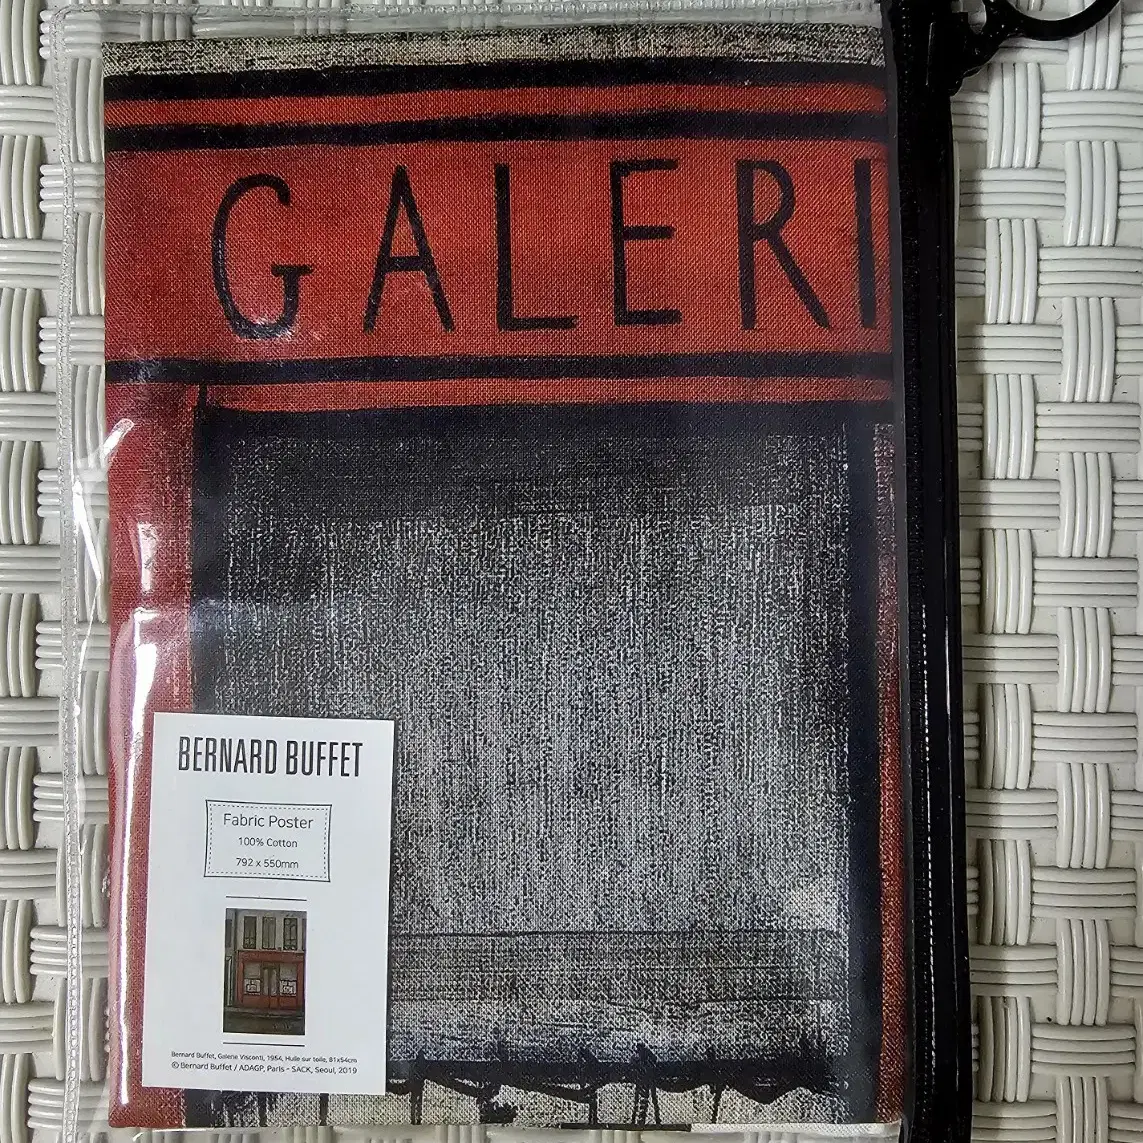 GALERI
BERNARD BUFFET
Fabric Poster
100% Cotton
792 x 550mm
Bernard Buffet, Galerie Visconti, 1954, Huile sur toile, 81x54cm
© Bernard Buffet / ADAGP, Paris - SACK, Seoul, 2019